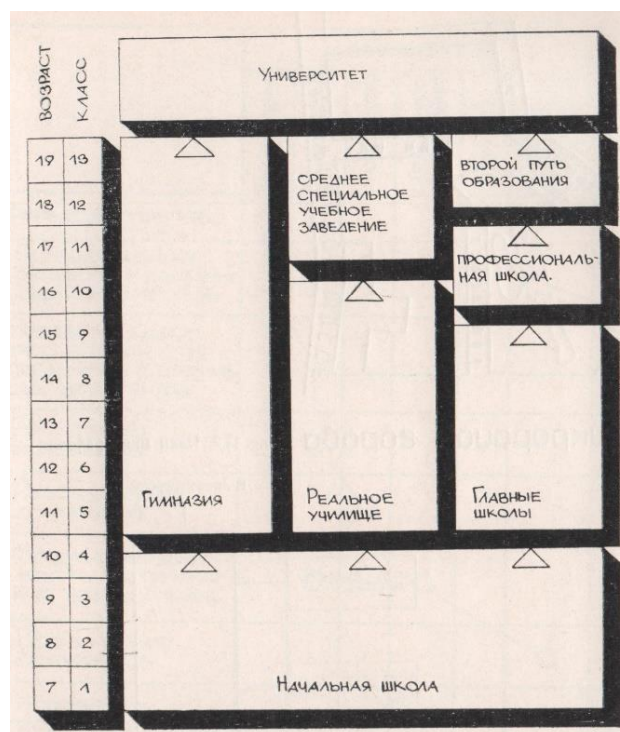 ВОЗРАСТ
КЛАСС
УНИВЕРСИТЕТ
19 13
18 12
17 11
16 10
15 9
14 8
13 7
12 6
11 5
10 4
9 3
8 2
7 1
СРЕДНЕЕ
СПЕЦИАЛЬНОЕ
УЧЕБНОЕ
ЗАВЕДЕНИЕ
ВТОРОЙ ПУТЬ
ОБРАЗОВАНИЯ
ПРОФЕССИОНАЛЬ-
НАЯ ШКОЛА.
ГИМНАЗИЯ
РЕАЛЬНОЕ
УЧИЛИЩЕ
ГЛАВНЫЕ
ШКОЛЫ
НАЧАЛЬНАЯ ШКОЛА